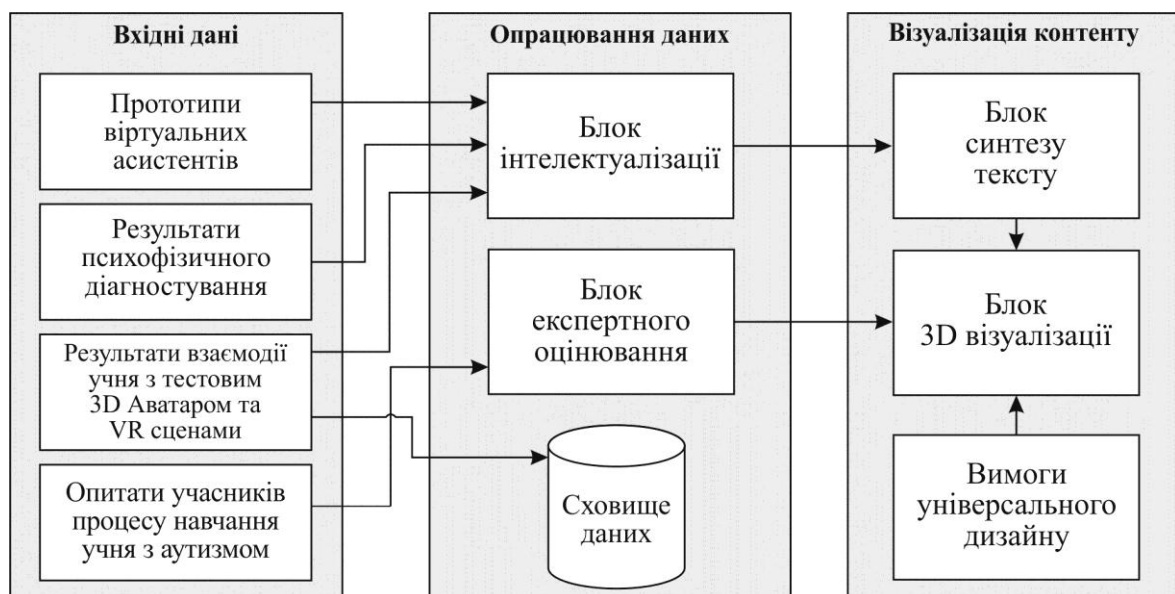 Вхідні дані
Прототипи
віртуальних
асистентів
Результати
психофізичного
діагностування
Результати взаємодії
учня з тестовим
3D Аватаром та
VR сценами
Опитати учасників
процесу навчання
учня з аутизмом
Опрацювання даних
Блок
інтелектуалізації
Блок
експертного
оцінювання
Сховище
даних
Візуалізація контенту
Блок
синтезу
тексту
Блок
3D візуалізації
Вимоги
універсального
дизайну